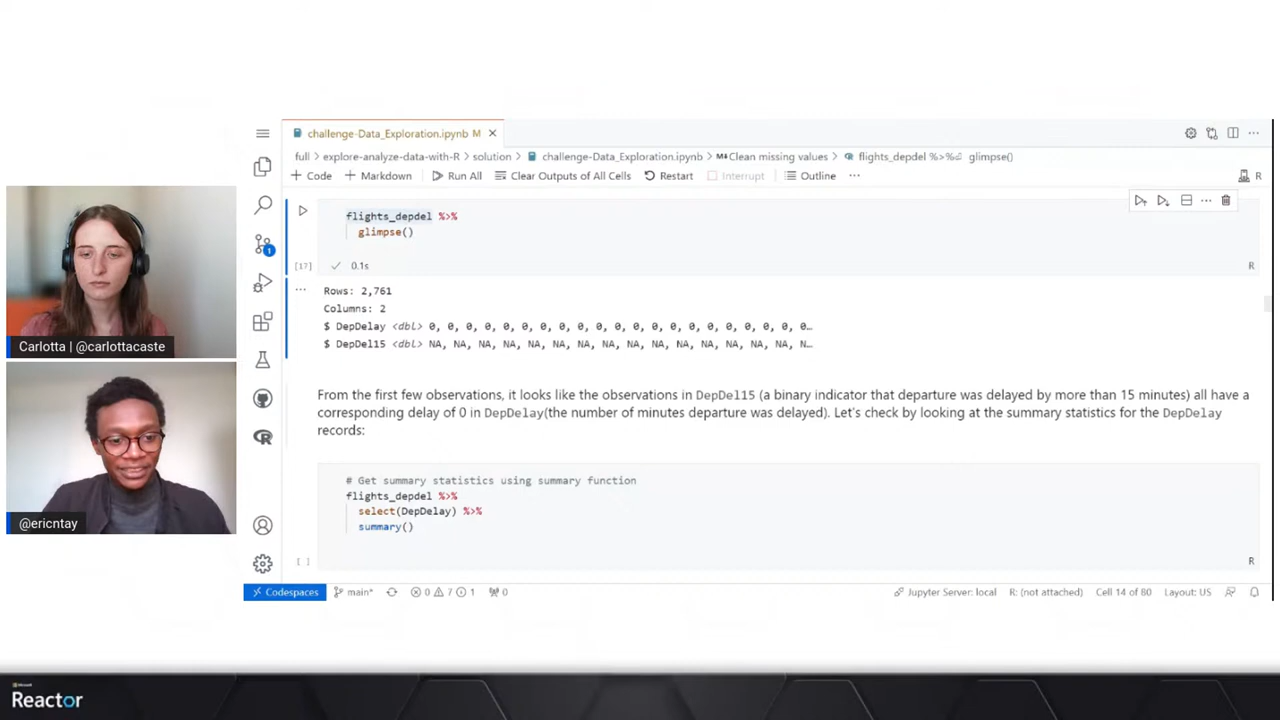 challenge-Data_Exploration.ipynb M
full > explore-analyze-data-with-R > solution > challenge-Data_Exploration.ipynb > M↓Clean missing values > flights_depdel %>% glimpse()
+ Code + Markdown Run All Clear Outputs of All Cells Restart Interrupt Outline ... R
flights_depdel %>%
glimpse()
[17] ✓ 0.1s R
Rows: 2,761
Columns: 2
$ DepDelay <dbl> 0, 0, 0, 0, 0, 0, 0, 0, 0, 0, 0, 0, 0, 0, 0, 0, 0, 0, 0, 0, 0…
$ DepDel15 <dbl> NA, NA, NA, NA, NA, NA, NA, NA, NA, NA, NA, NA, NA, NA, NA, N…
From the first few observations, it looks like the observations in DepDel15 (a binary indicator that departure was delayed by more than 15 minutes) all have a
corresponding delay of 0 in DepDelay(the number of minutes departure was delayed). Let's check by looking at the summary statistics for the DepDelay
records:
# Get summary statistics using summary function
flights_depdel %>%
select(DepDelay) %>%
summary()
[ ] R
1
Codespaces main* 0 7 1 0 Jupyter Server: local R: (not attached) Cell 14 of 80 Layout: US
Carlotta | @carlottacaste
@ericntay
Microsoft
Reactor